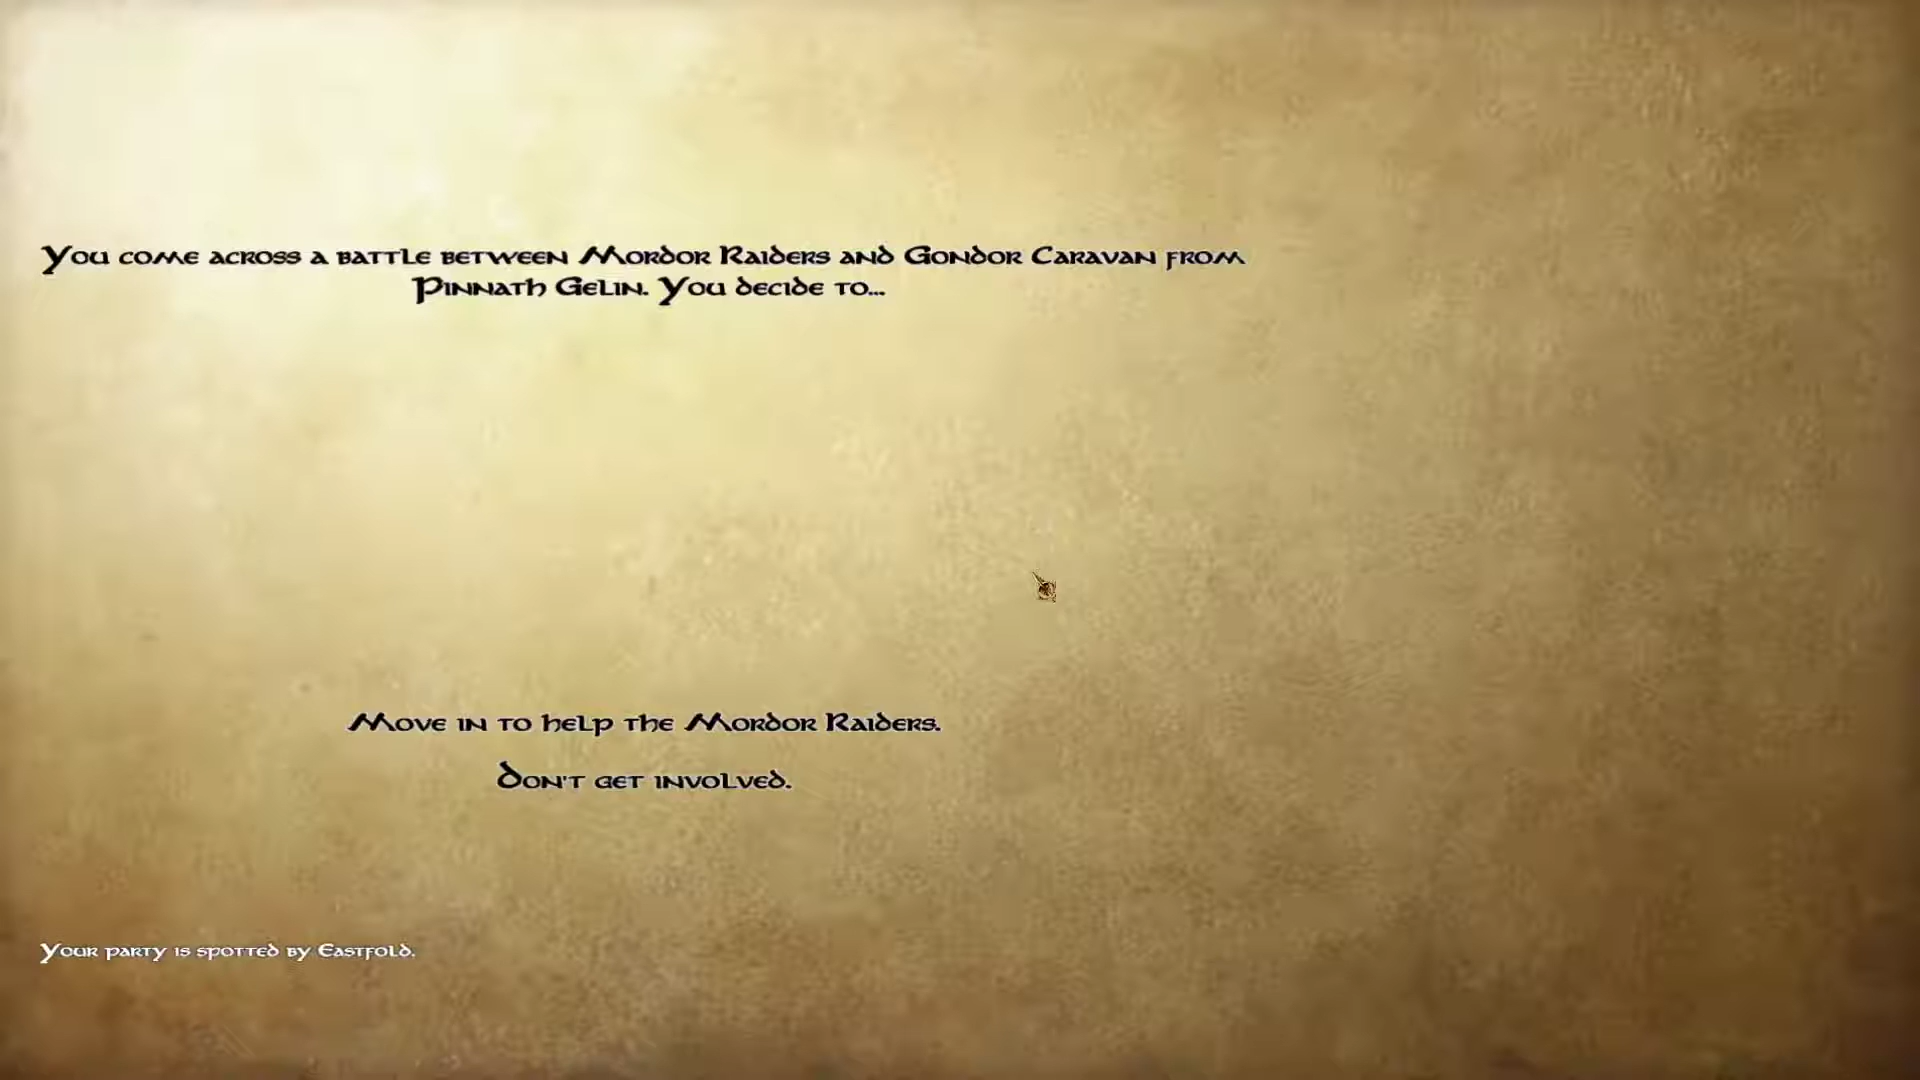 You come across a battle between Mordor Raiders and Gondor Caravan from
Pinnath Gelin. You decide to...
Move in to help the Mordor Raiders.
Don't get involved.
Your party is spotted by Eastfold.